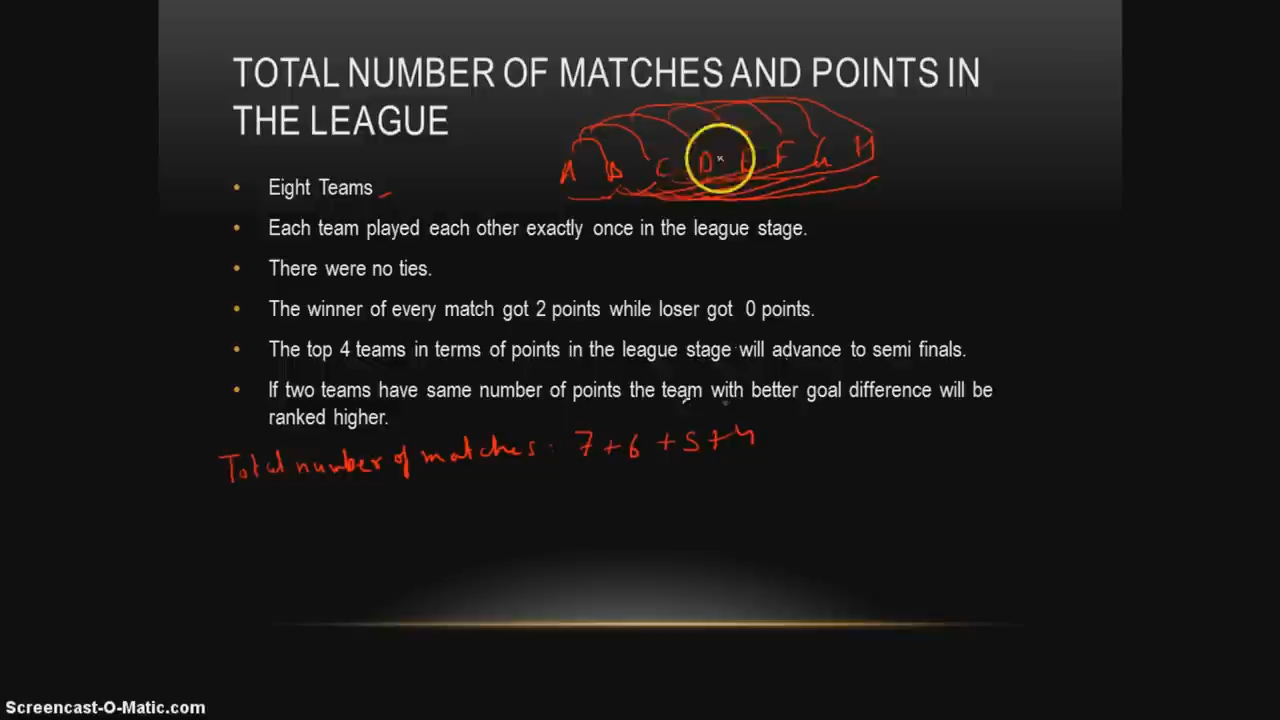 TOTAL NUMBER OF MATCHES AND POINTS IN
THE LEAGUE
A B C D E F G H
• Eight Teams
• Each team played each other exactly once in the league stage.
• There were no ties.
• The winner of every match got 2 points while loser got 0 points.
• The top 4 teams in terms of points in the league stage will advance to semi finals.
• If two teams have same number of points the team with better goal difference will be
ranked higher.
Total number of matches: 7+6+5+4
Screencast-O-Matic.com